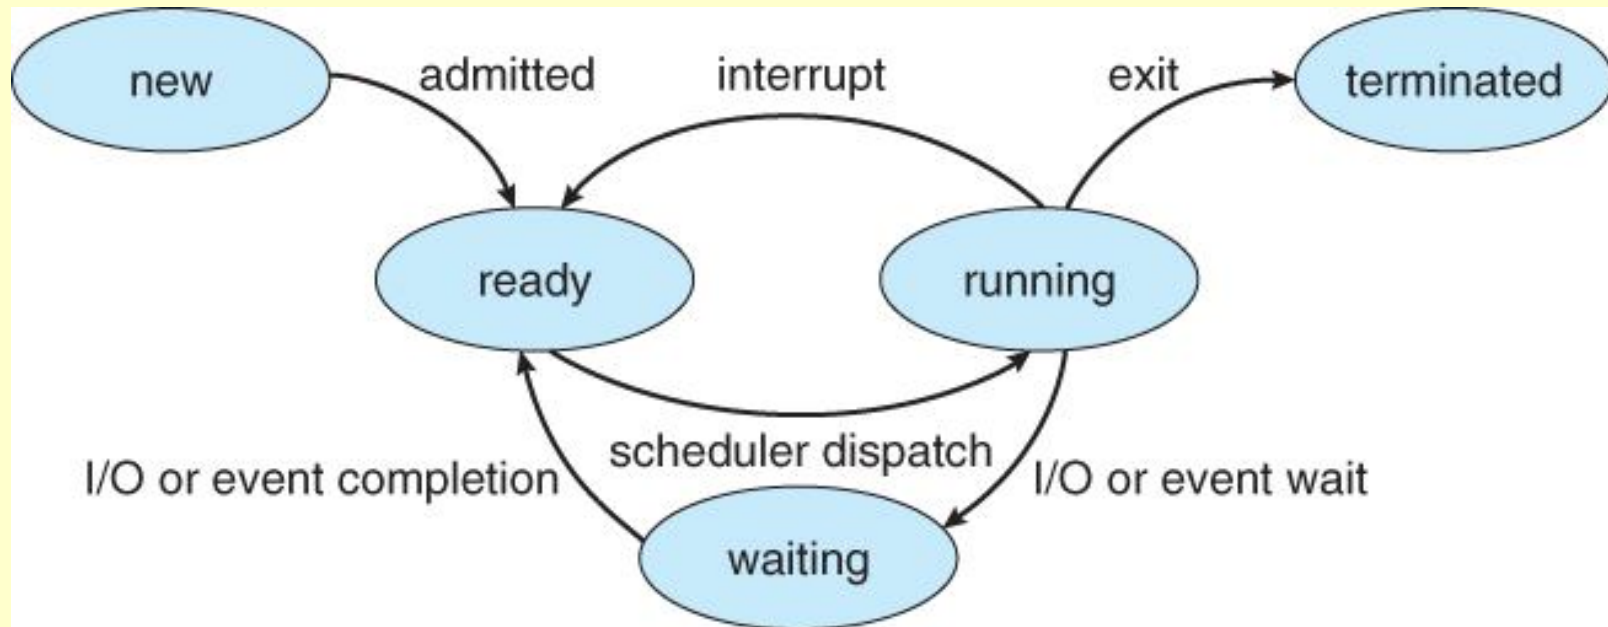 new
admitted
interrupt
exit
terminated
ready
running
scheduler dispatch
I/O or event completion
I/O or event wait
waiting